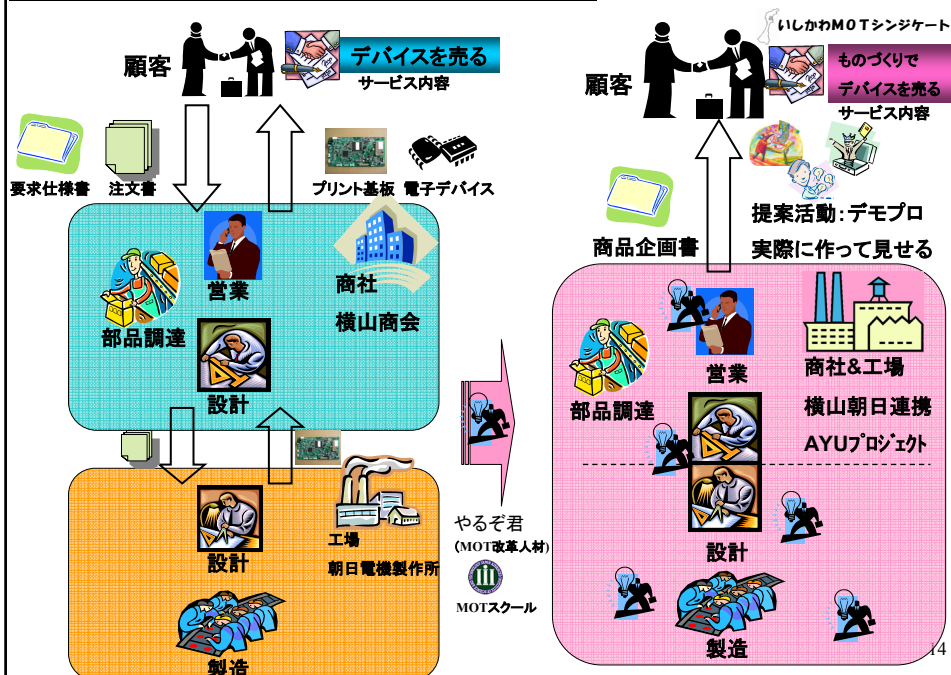 顧客
デバイスを売る
サービス内容
要求仕様書
注文書
プリント基板
電子デバイス
営業
商社
横山商会
部品調達
設計
設計
工場
朝日電機製作所
製造
やるぞ君
(MOT改革人材)
MOTスクール
いしかわMOTシンジケート
顧客
ものづくりで
デバイスを売る
サービス内容
商品企画書
提案活動:デモプロ
実際に作って見せる
営業
部品調達
商社&工場
横山朝日連携
AYUプロジェクト
設計
製造
14